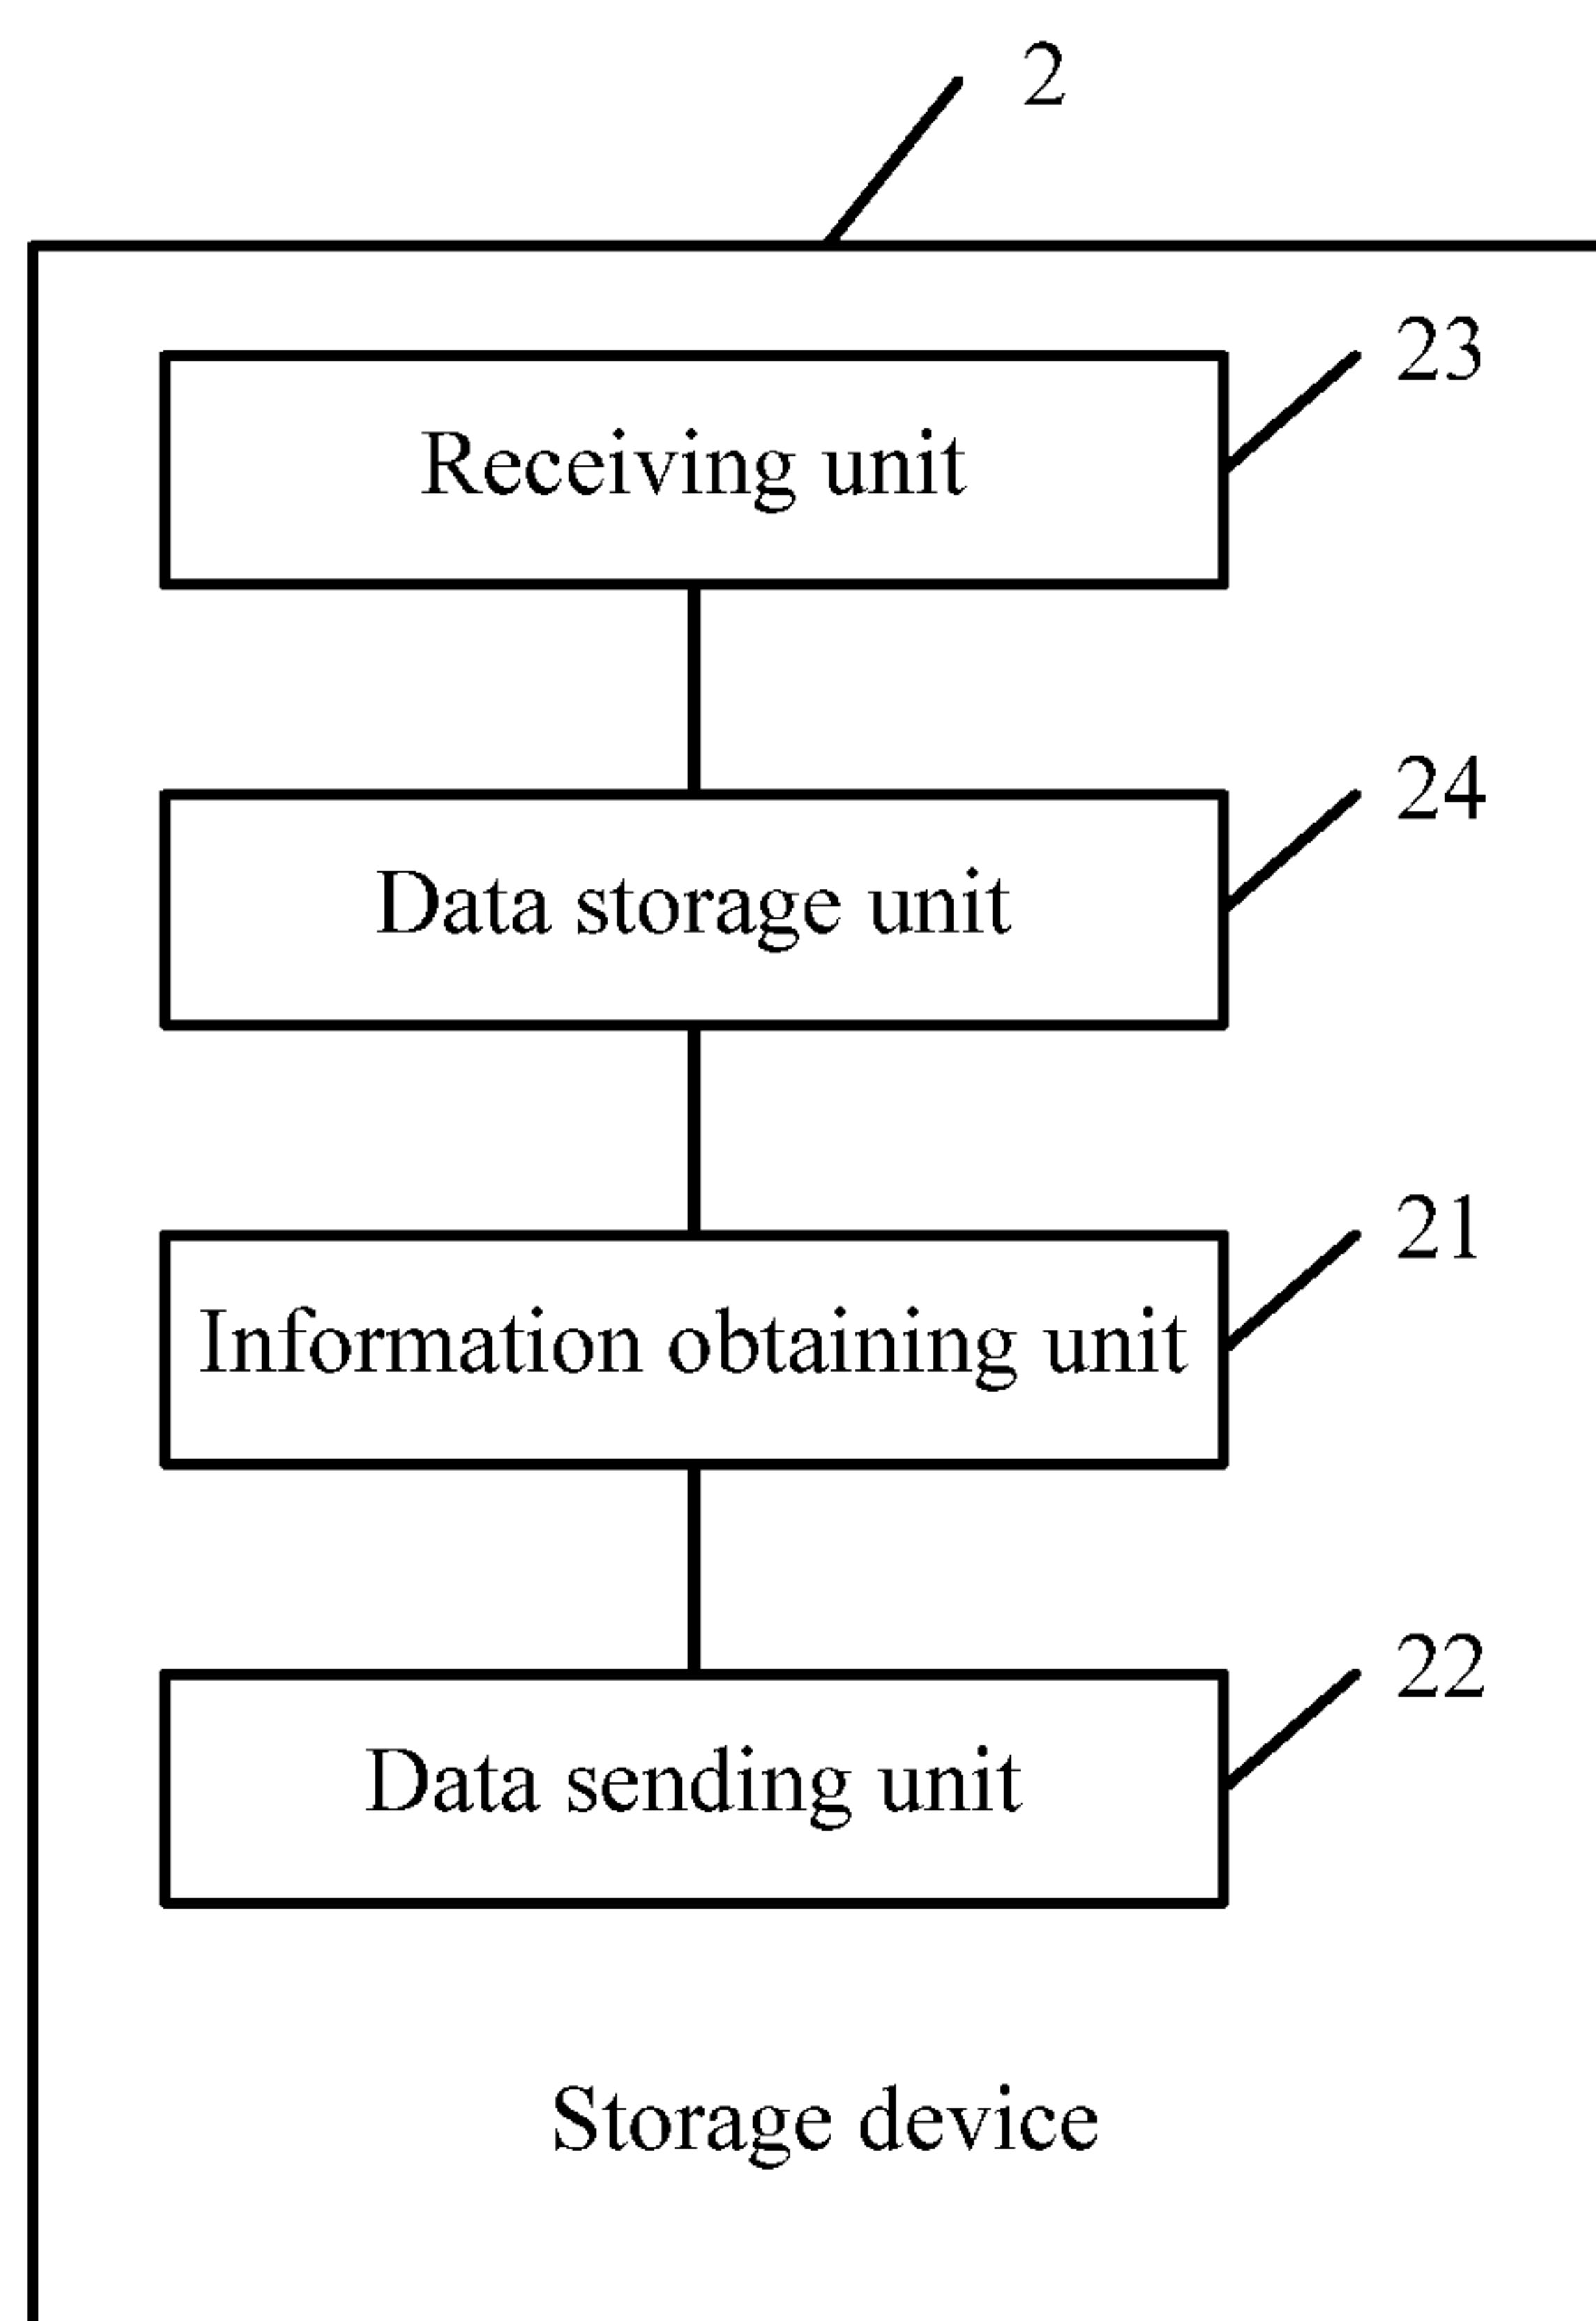 2
23
Receiving unit
24
Data storage unit
21
Information obtaining unit
22
Data sending unit
Storage device